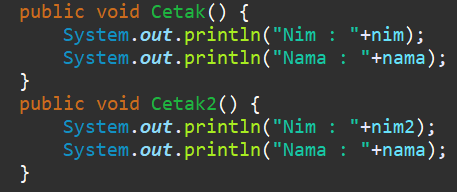 public void Cetak() {
    System.out.println("Nim : "+nim);
    System.out.println("Nama : "+nama);
}
public void Cetak2() {
    System.out.println("Nim : "+nim2);
    System.out.println("Nama : "+nama);
}